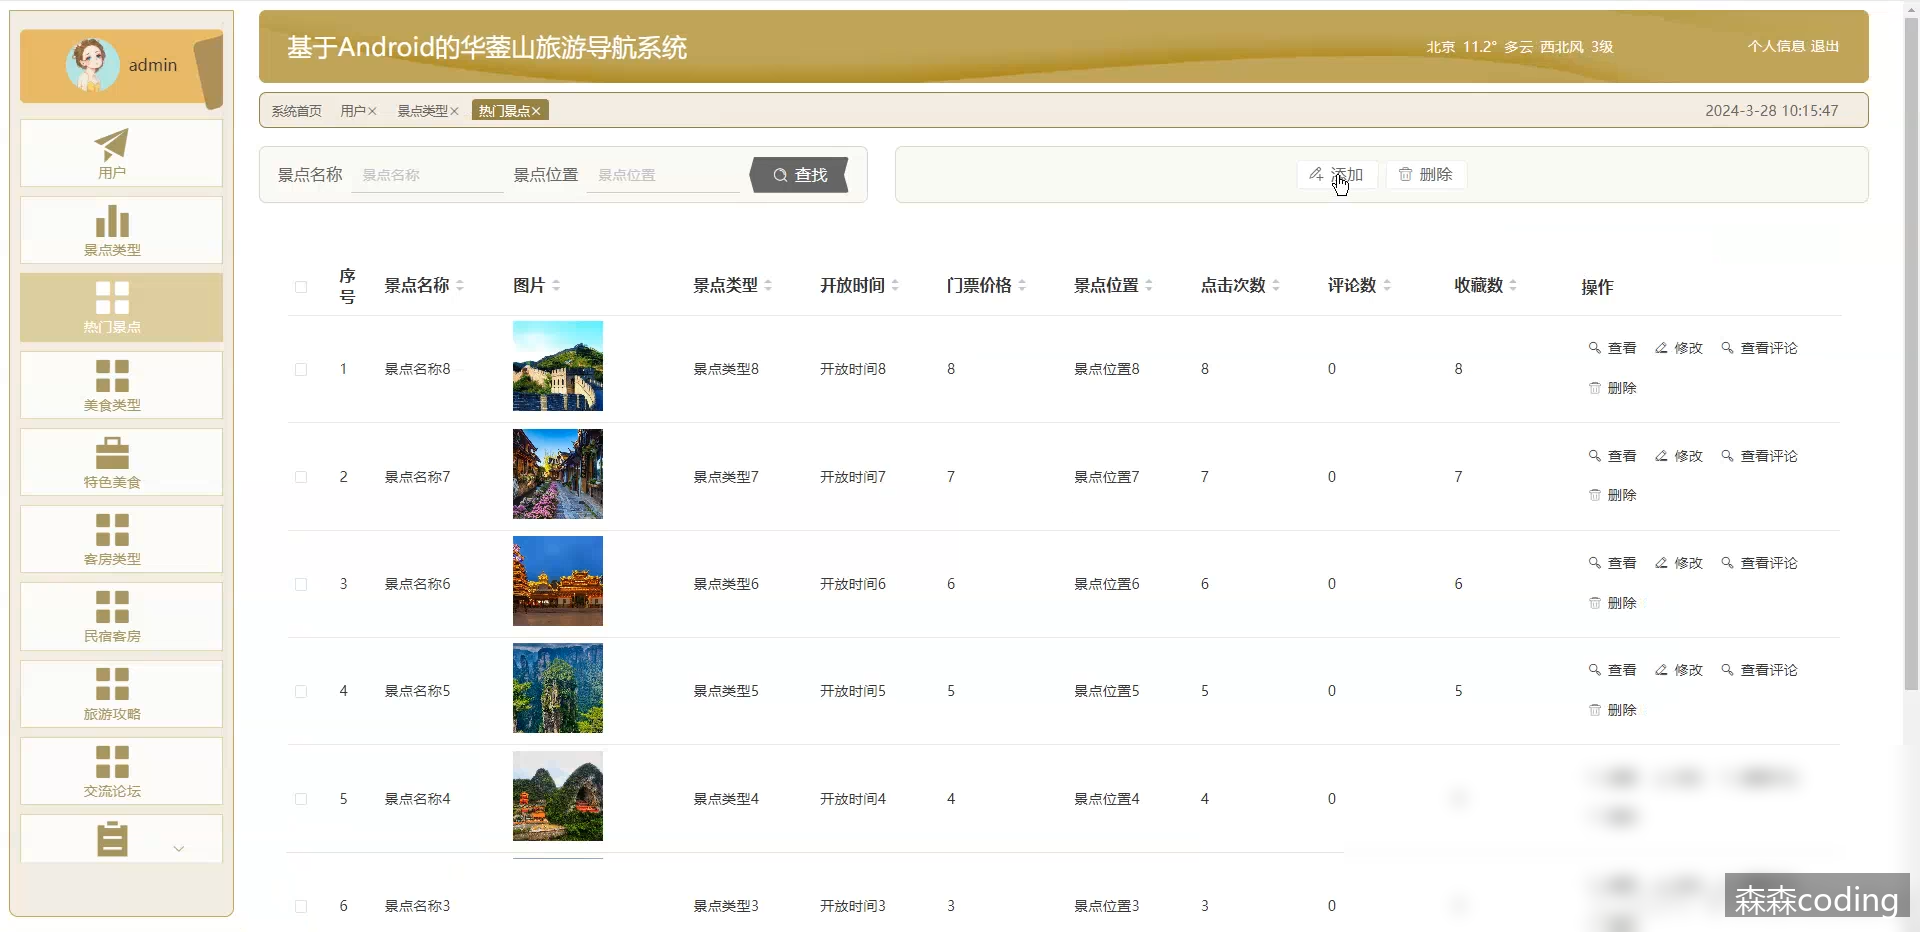 admin
用户
景点类型
热门景点
美食类型
特色美食
客房类型
民宿客房
旅游攻略
交流论坛
基于Android的华蓥山旅游导航系统
北京 11.2° 多云 西北风 3级
个人信息 退出
系统首页 用户× 景点类型× 热门景点×
2024-3-28 10:15:47
景点名称 景点名称 景点位置 景点位置 查找
添加 删除
序号 景点名称 图片 景点类型 开放时间 门票价格 景点位置 点击次数 评论数 收藏数 操作
1 景点名称8 景点类型8 开放时间8 8 景点位置8 8 0 8 查看 修改 查看评论
删除
2 景点名称7 景点类型7 开放时间7 7 景点位置7 7 0 7 查看 修改 查看评论
删除
3 景点名称6 景点类型6 开放时间6 6 景点位置6 6 0 6 查看 修改 查看评论
删除
4 景点名称5 景点类型5 开放时间5 5 景点位置5 5 0 5 查看 修改 查看评论
删除
5 景点名称4 景点类型4 开放时间4 4 景点位置4 4 0
6 景点名称3 景点类型3 开放时间3 3 景点位置3 3 0
森森coding